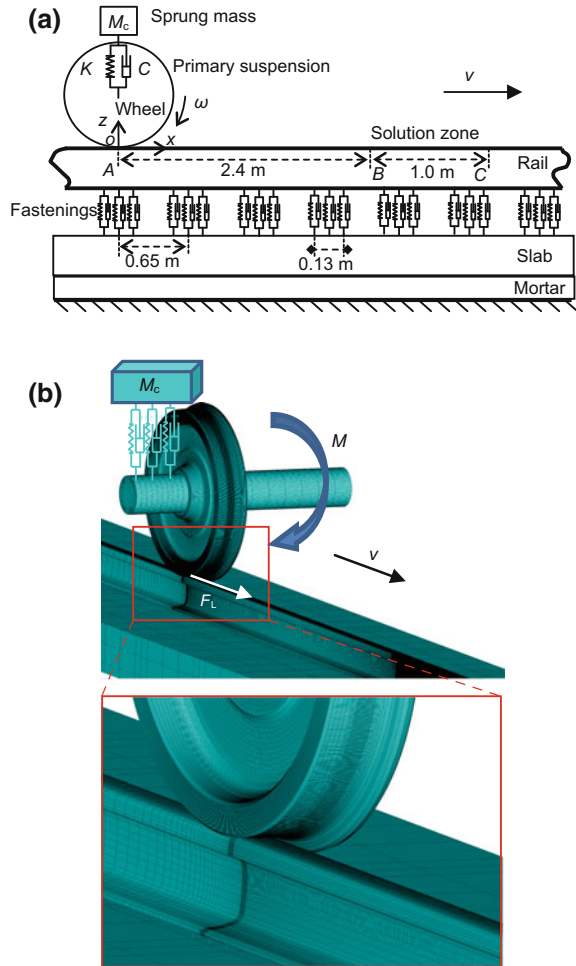 (a)
Mc
Sprung mass
K
C
Primary suspension
Wheel
ω
v
z
o
x
Solution zone
A
2.4 m
B
1.0 m
C
Rail
Fastenings
0.65 m
0.13 m
Slab
Mortar
(b)
Mc
M
v
FL